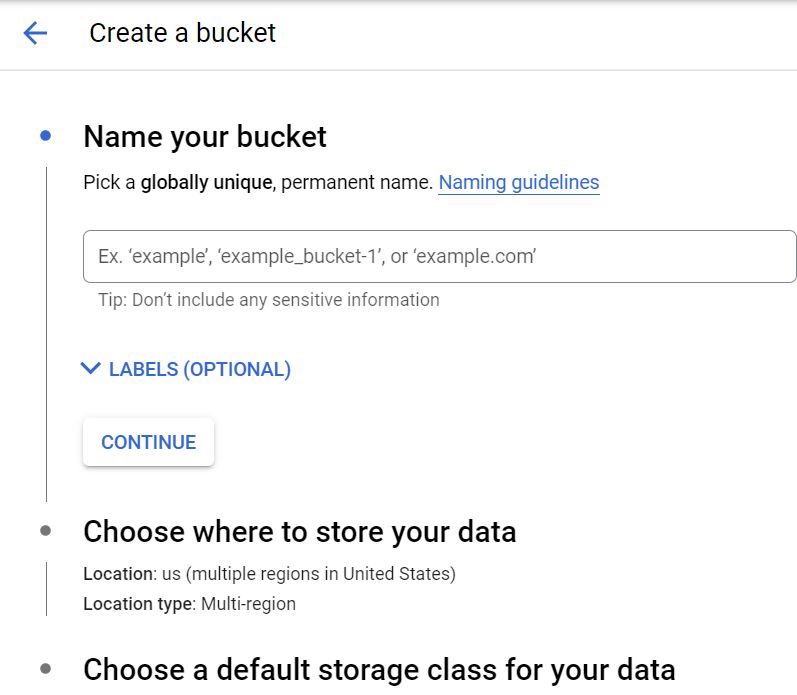 Create a bucket
Name your bucket
Pick a globally unique, permanent name. Naming guidelines
Ex. ‘example’, ‘example_bucket-1’, or ‘example.com’
Tip: Don’t include any sensitive information
LABELS (OPTIONAL)
CONTINUE
Choose where to store your data
Location: us (multiple regions in United States)
Location type: Multi-region
Choose a default storage class for your data